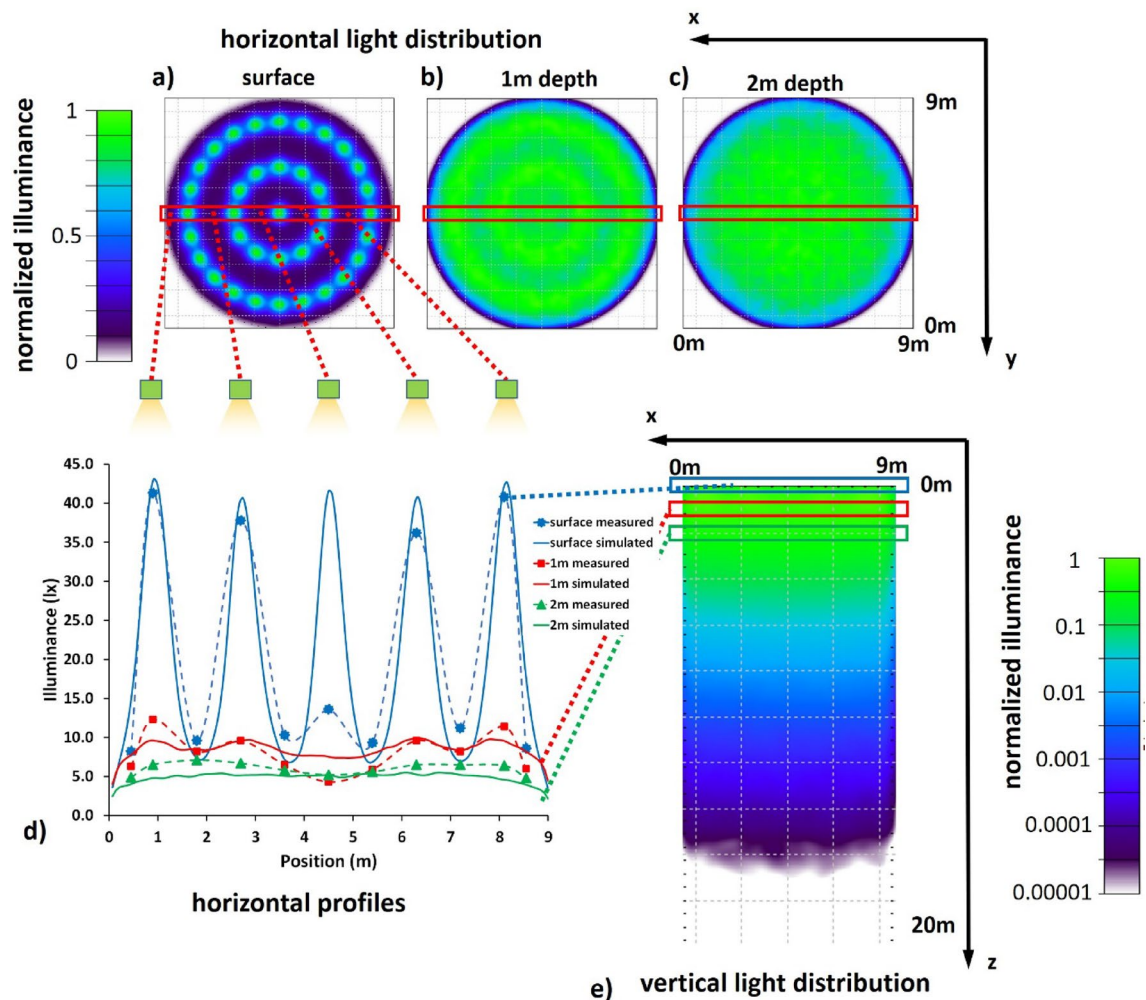 x
horizontal light distribution
a) surface
b) 1m depth
c) 2m depth
normalized illuminance
1
0.5
0
9m
0m
0m
9m
y
x
0m
9m
0m
45.0
40.0
35.0
30.0
25.0
20.0
15.0
10.0
5.0
0.0
Illuminance (lx)
surface measured
surface simulated
1m measured
1m simulated
2m measured
2m simulated
0 1 2 3 4 5 6 7 8 9
Position (m)
d)
horizontal profiles
normalized illuminance
1
0.1
0.01
0.001
0.0001
0.00001
20m
z
e) vertical light distribution